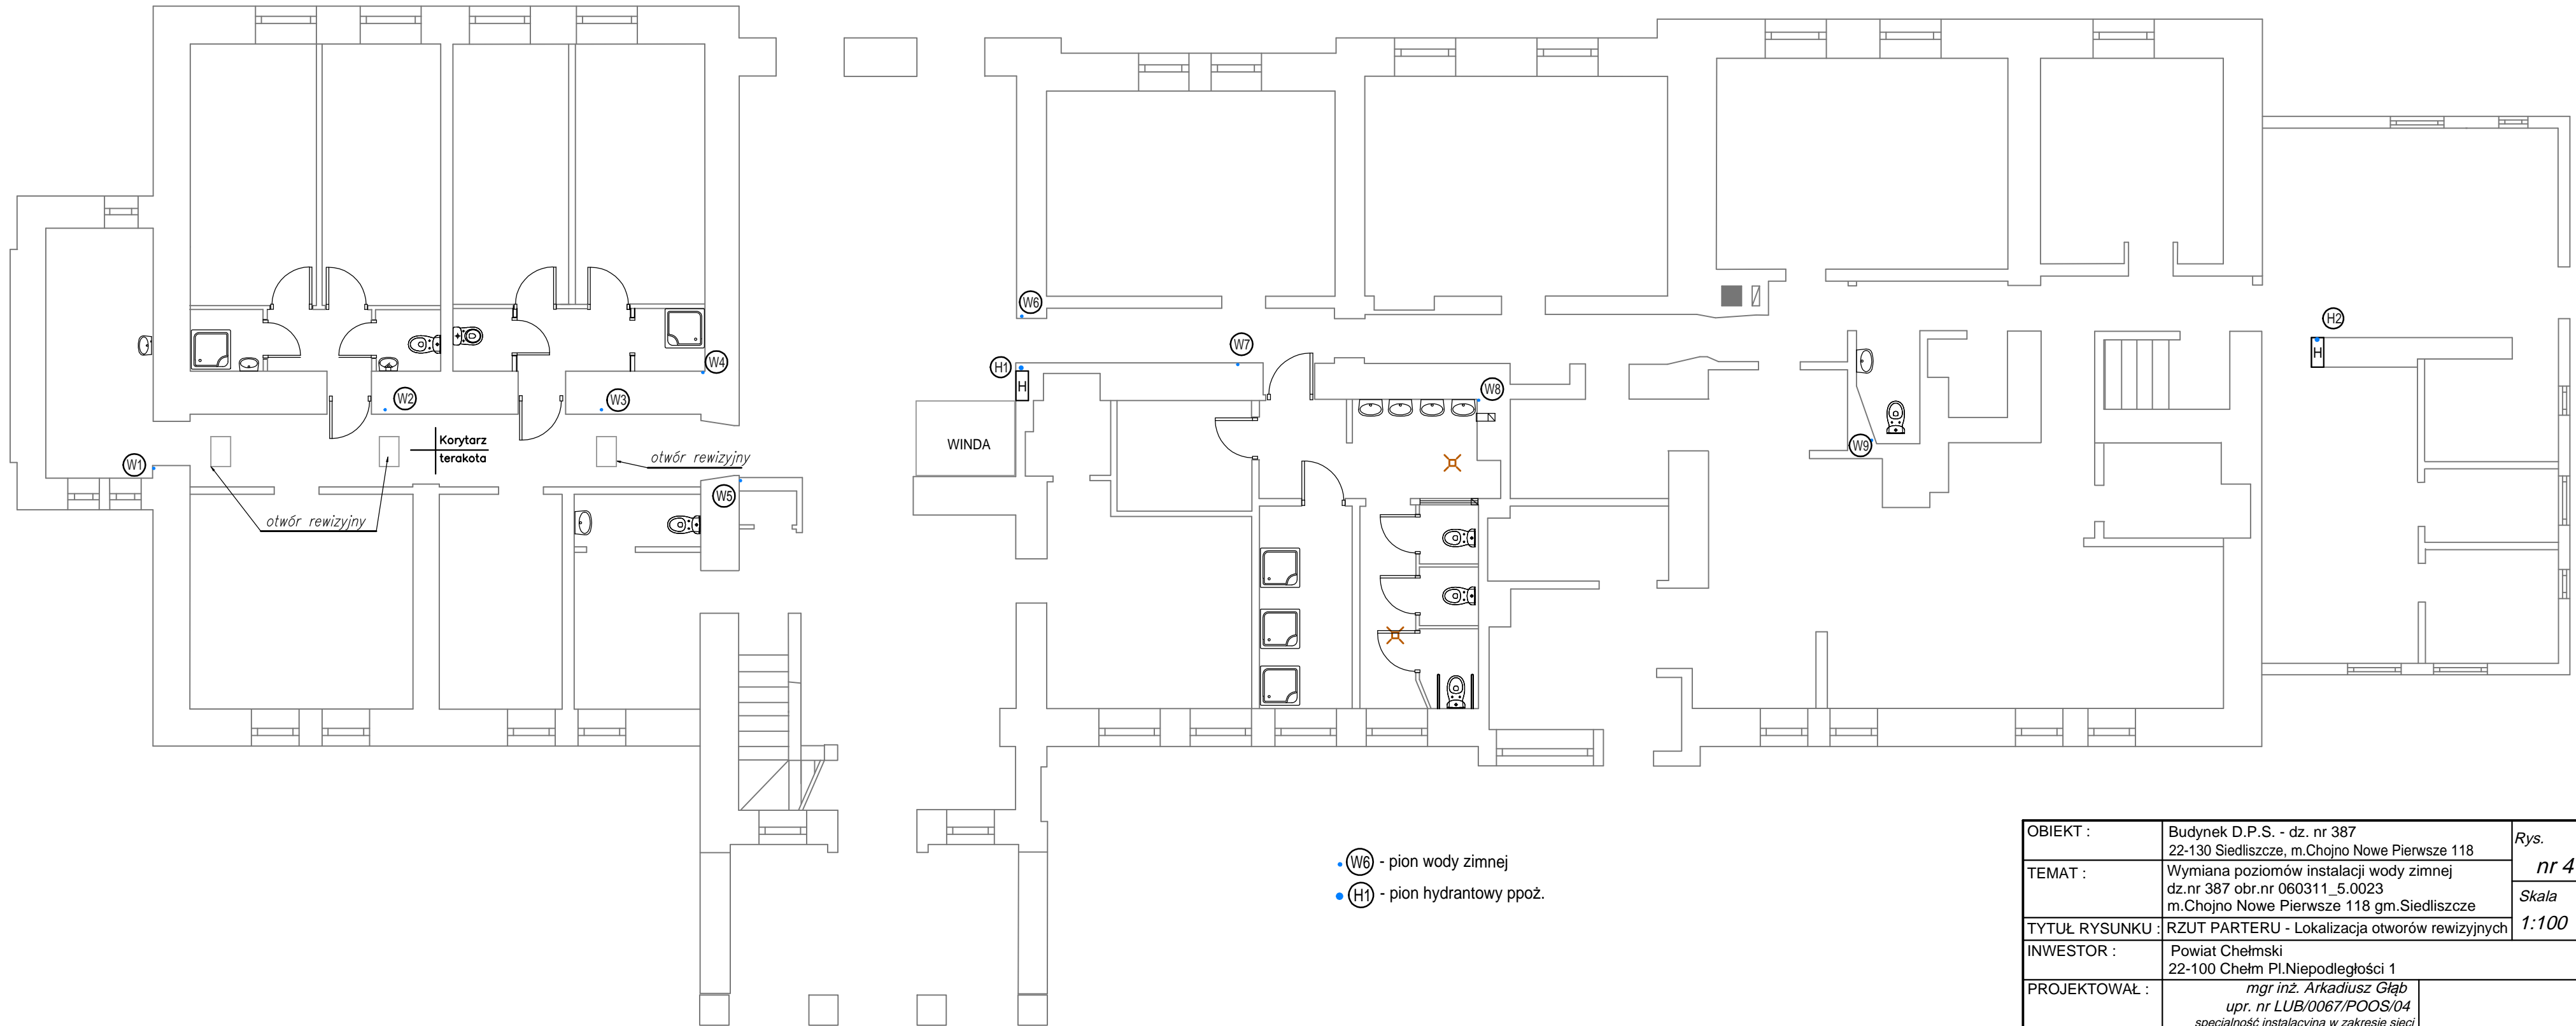 W6
W4
H2
W7
H1
H
H
W2
W3
W8
Korytarz
terakota
WINDA
W9
otwór rewizyjny
W1
W5
otwór rewizyjny
W6 - pion wody zimnej
H1 - pion hydrantowy ppoż.
OBIEKT :
Budynek D.P.S. - dz. nr 387
22-130 Siedliszcze, m.Chojno Nowe Pierwsze 118
Rys.
nr 4
TEMAT :
Wymiana poziomów instalacji wody zimnej
dz.nr 387 obr.nr 060311_5.0023
m.Chojno Nowe Pierwsze 118 gm.Siedliszcze
Skala
1:100
TYTUŁ RYSUNKU :
RZUT PARTERU - Lokalizacja otworów rewizyjnych
INWESTOR :
Powiat Chełmski
22-100 Chełm Pl.Niepodległości 1
PROJEKTOWAŁ :
mgr inż. Arkadiusz Głąb
upr. nr LUB/0067/POOS/04
specjalność instalacyjna w zakresie sieci